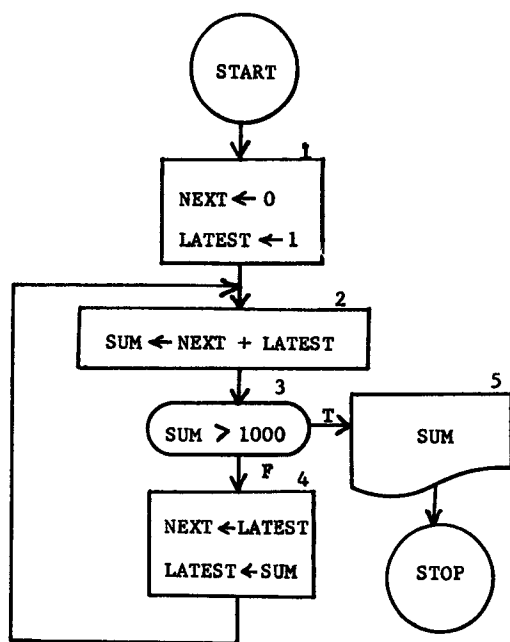 START
1
NEXT ← 0
LATEST ← 1
2
SUM ← NEXT + LATEST
3
SUM > 1000
T
5
SUM
F
4
NEXT ← LATEST
LATEST ← SUM
STOP